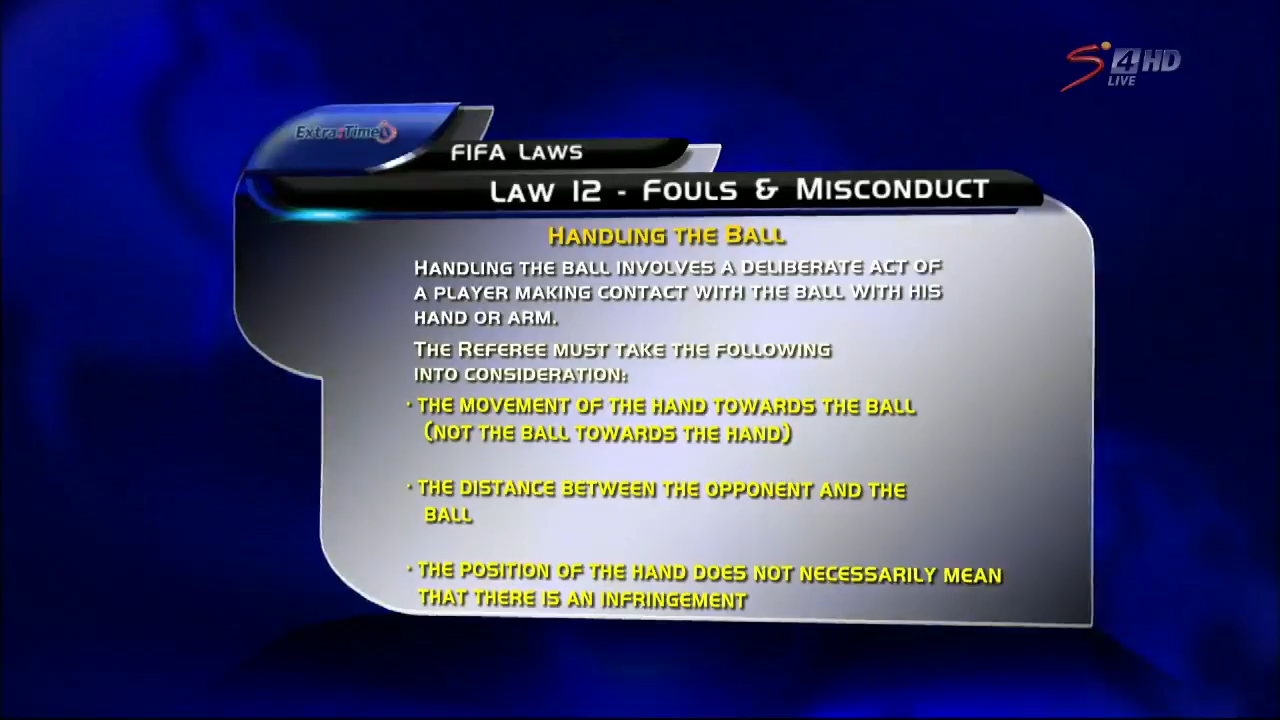 4HD
LIVE
Extra Time
FIFA LAWS
LAW 12 - FOULS & MISCONDUCT
HANDLING THE BALL
HANDLING THE BALL INVOLVES A DELIBERATE ACT OF
A PLAYER MAKING CONTACT WITH THE BALL WITH HIS
HAND OR ARM.
THE REFEREE MUST TAKE THE FOLLOWING
INTO CONSIDERATION:
· THE MOVEMENT OF THE HAND TOWARDS THE BALL
(NOT THE BALL TOWARDS THE HAND)
· THE DISTANCE BETWEEN THE OPPONENT AND THE
BALL
· THE POSITION OF THE HAND DOES NOT NECESSARILY MEAN
THAT THERE IS AN INFRINGEMENT